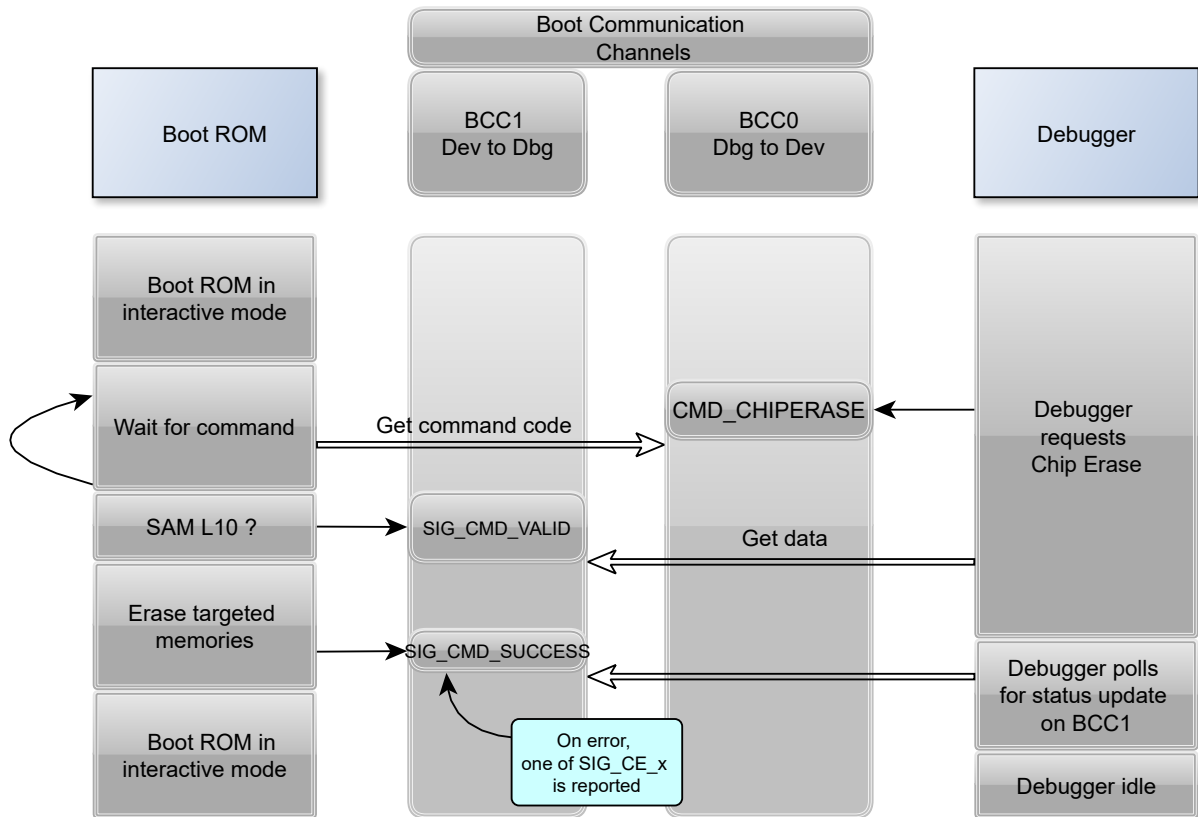 Boot Communication
Channels
Boot ROM
BCC1
Dev to Dbg
BCC0
Dbg to Dev
Debugger
Boot ROM in
interactive mode
Wait for command
Get command code
CMD_CHIPERASE
Debugger
requests
Chip Erase
SAM L10 ?
SIG_CMD_VALID
Get data
Erase targeted
memories
SIG_CMD_SUCCESS
Debugger polls
for status update
on BCC1
Boot ROM in
interactive mode
On error,
one of SIG_CE_x
is reported
Debugger idle